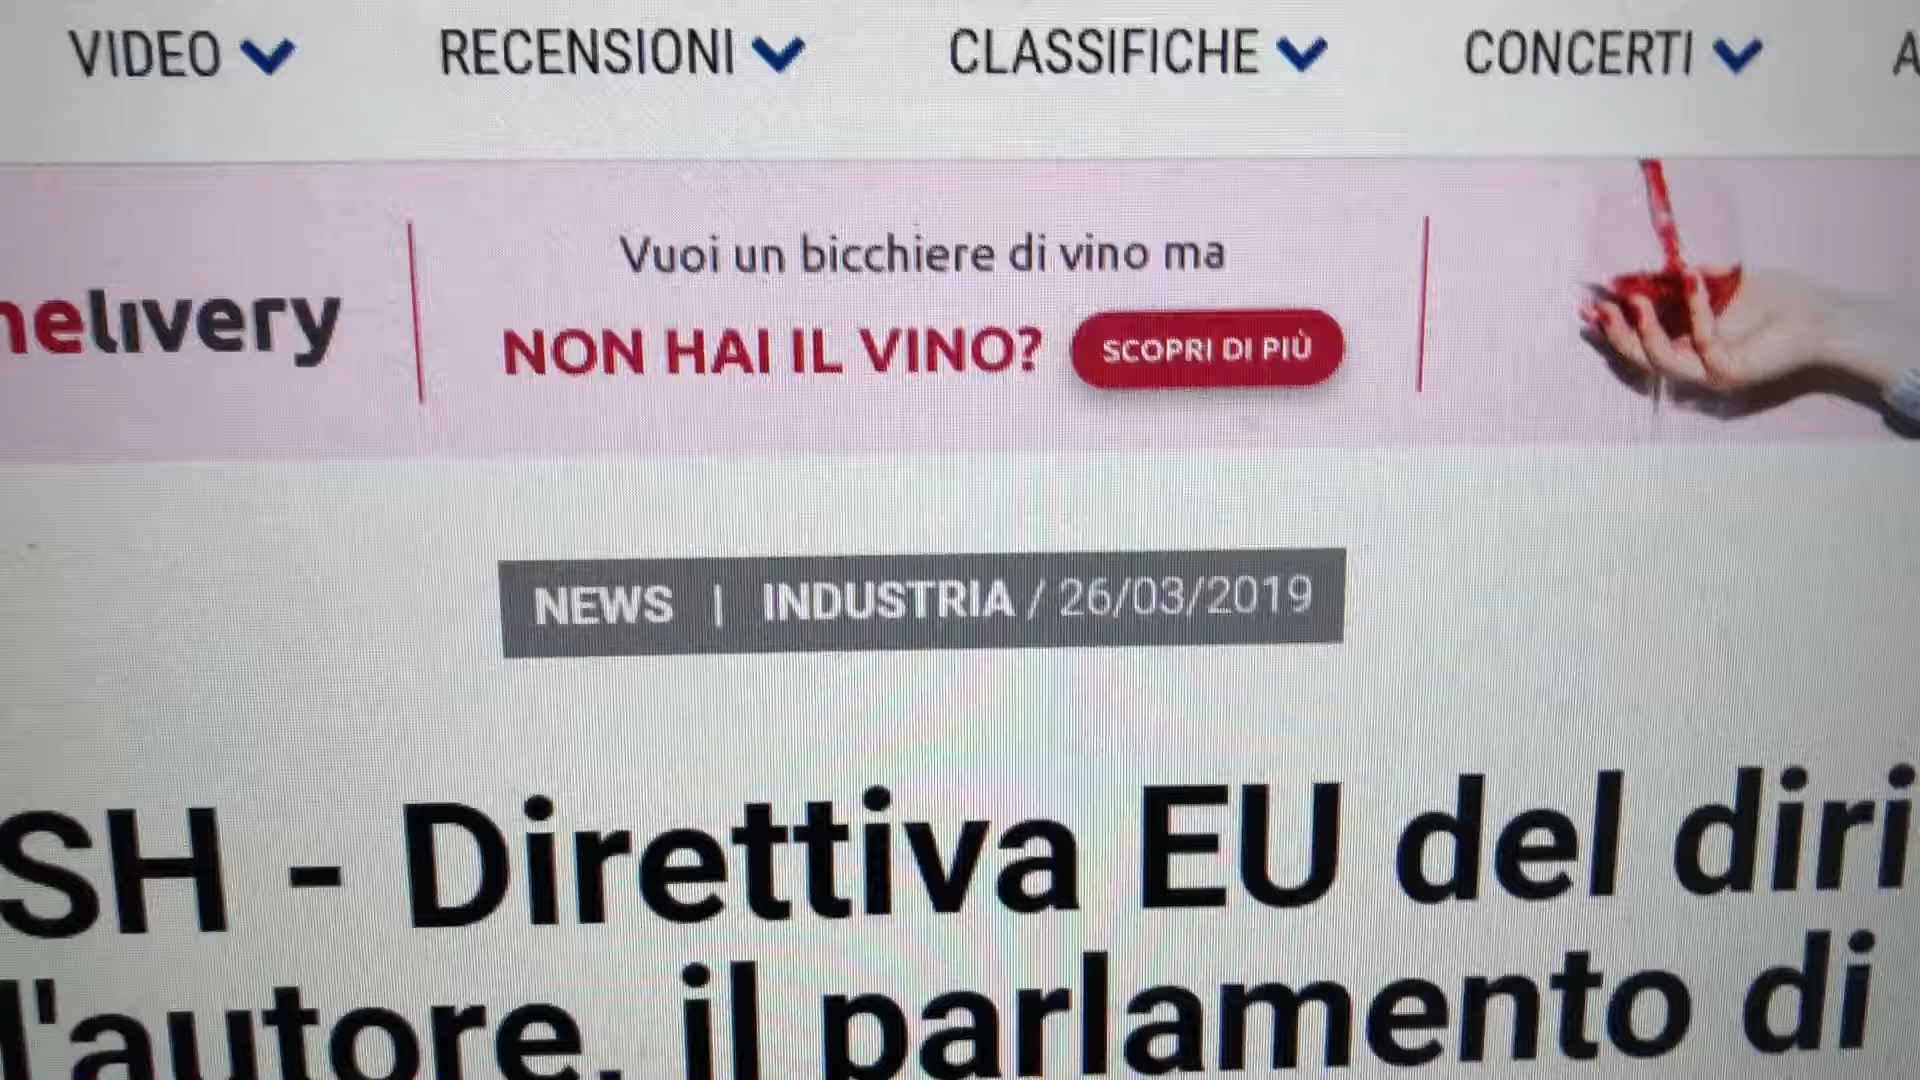 VIDEO RECENSIONI CLASSIFICHE CONCERTI
Vuoi un bicchiere di vino ma
nelivery NON HAI IL VINO? SCOPRI DI PIÙ
NEWS | INDUSTRIA / 26/03/2019
SH - Direttiva EU del diri
l'autore, il parlamento di